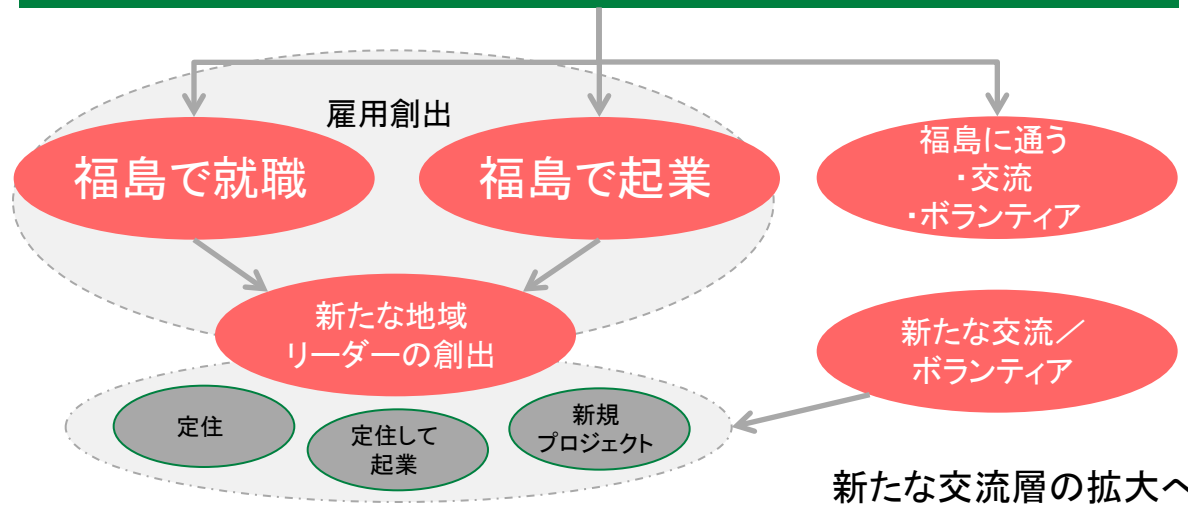 雇用創出
福島で就職
福島で起業
福島に通う
・交流
・ボランティア
新たな地域
リーダーの創出
新たな交流／
ボランティア
定住
定住して
起業
新規
プロジェクト
新たな交流層の拡大へ